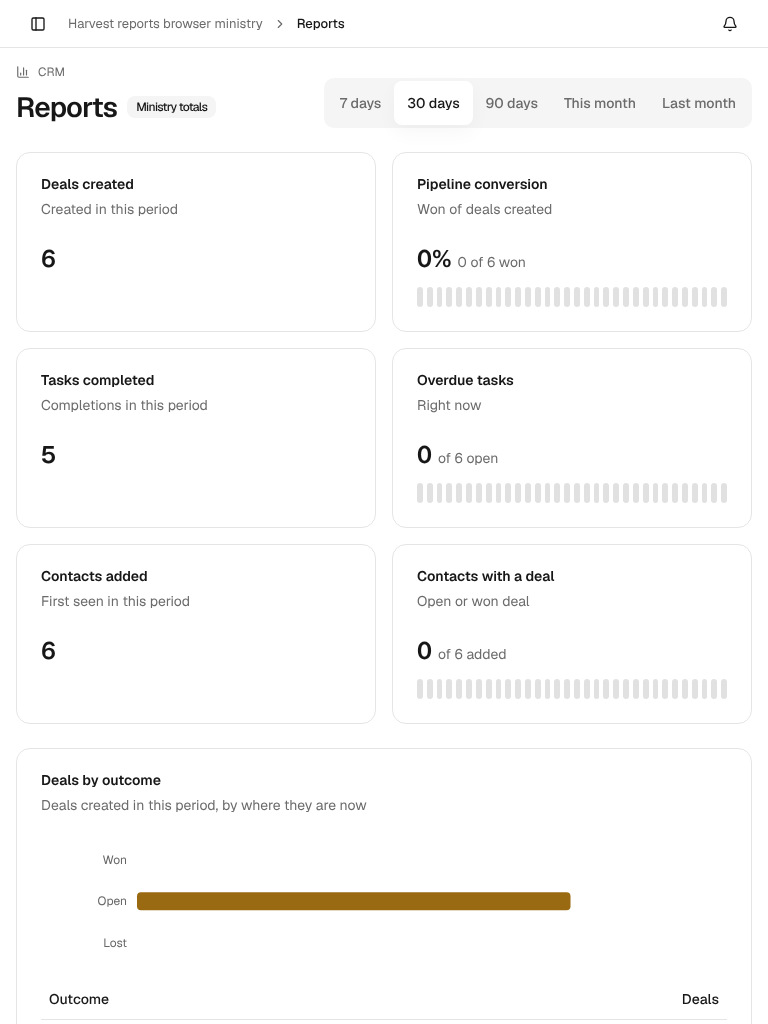 Harvest reports browser ministry > Reports
CRM
Reports
Ministry totals
7 days
30 days
90 days
This month
Last month
Deals created
Created in this period
6
Pipeline conversion
Won of deals created
0% 0 of 6 won
Tasks completed
Completions in this period
5
Overdue tasks
Right now
0 of 6 open
Contacts added
First seen in this period
6
Contacts with a deal
Open or won deal
0 of 6 added
Deals by outcome
Deals created in this period, by where they are now
Won
Open
Lost
Outcome Deals